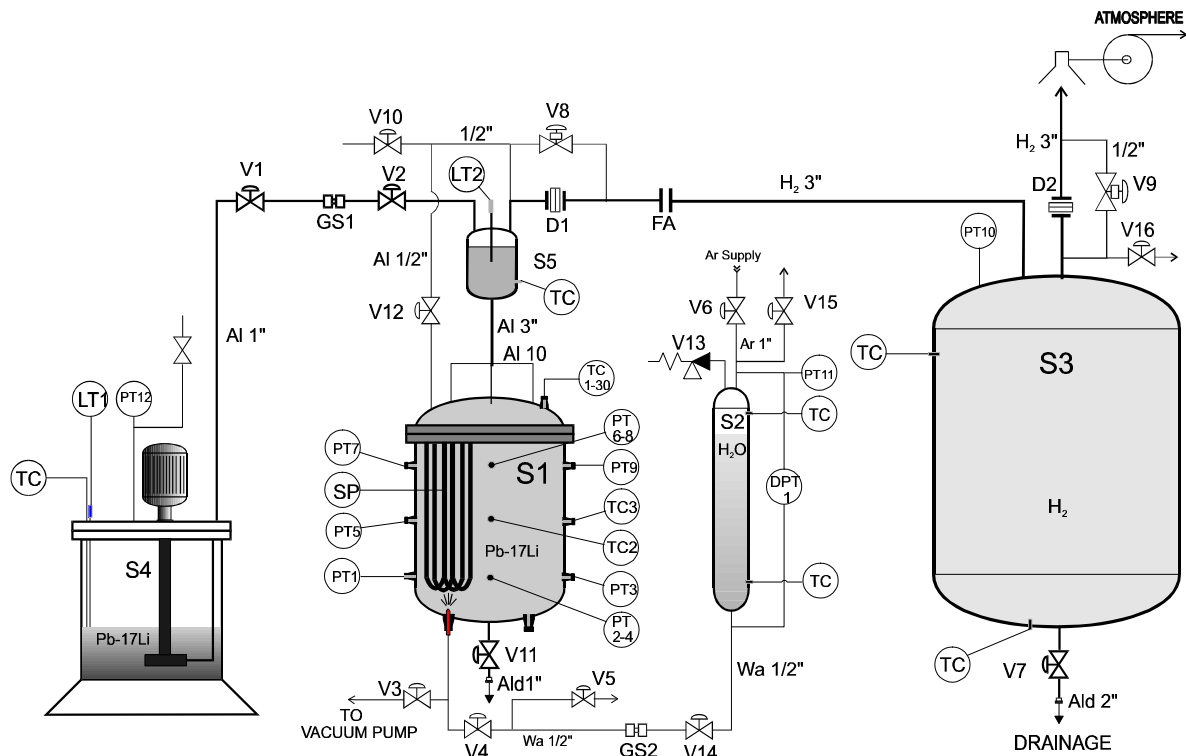 ATMOSPHERE
V10
1/2"
V8
H₂ 3"
1/2"
V1
V2
LT2
H₂ 3"
D2
V9
GS1
D1
FA
PT10
V16
Al 1/2"
S5
TC
Ar Supply
V12
V6
V15
Al 1"
Al 3"
Ar 1"
V13
Al 10
TC
1-30
PT11
TC
S3
LT1
PT12
PT
6-8
S2
TC
H₂O
PT7
S1
PT9
TC
SP
DPT
1
H₂
PT5
TC3
TC2
Pb-17Li
S4
PT1
PT3
TC
PT
2-4
Pb-17Li
V11
Wa 1/2"
TC
V7
Ald1"
V3
V5
Ald 2"
TO
VACUUM PUMP
V4
Wa 1/2"
GS2
V14
DRAINAGE